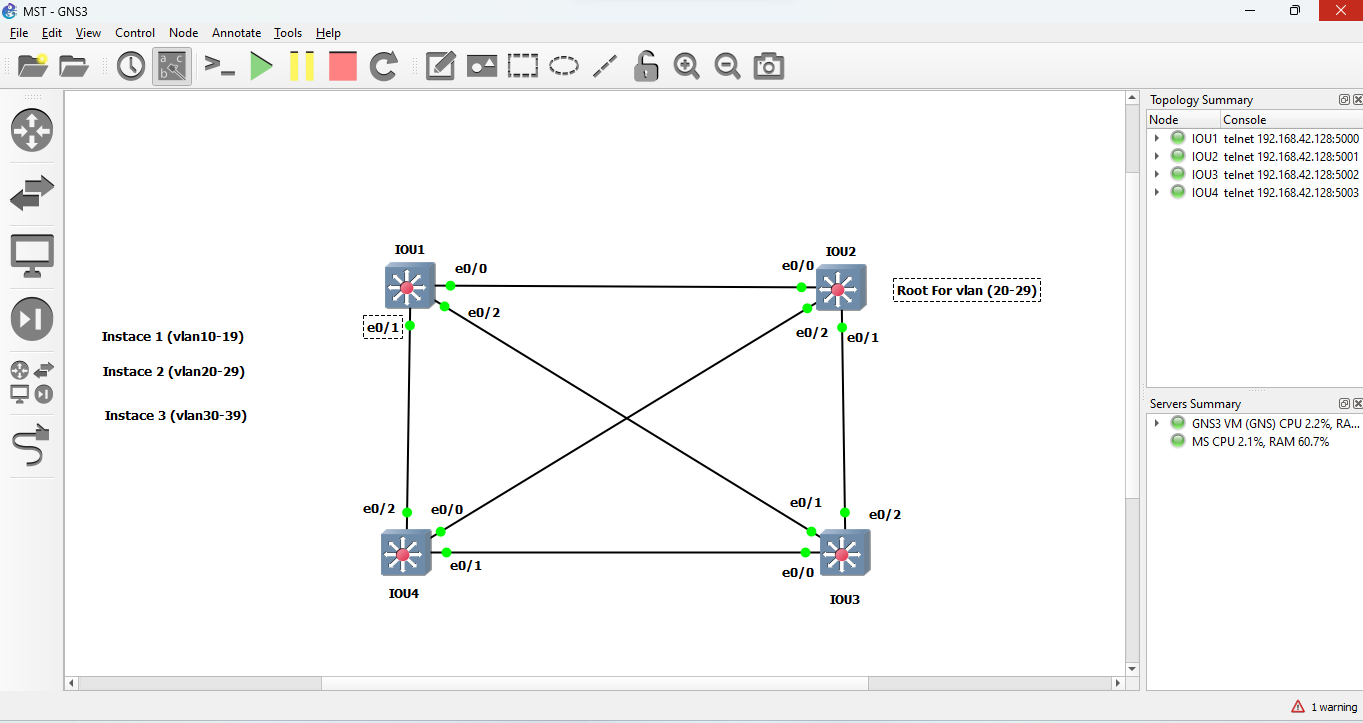 MST - GNS3
File Edit View Control Node Annotate Tools Help
Topology Summary
Node Console
IOU1 telnet 192.168.42.128:5000
IOU2 telnet 192.168.42.128:5001
IOU3 telnet 192.168.42.128:5002
IOU4 telnet 192.168.42.128:5003
IOU1
IOU2
e0/0
e0/0
Root For vlan (20-29)
e0/2
e0/1
e0/2
e0/1
Instace 1 (vlan10-19)
Instace 2 (vlan20-29)
Instace 3 (vlan30-39)
Servers Summary
GNS3 VM (GNS) CPU 2.2%, RA...
MS CPU 2.1%, RAM 60.7%
e0/2
e0/0
e0/1
e0/2
e0/1
e0/0
IOU4
IOU3
1 warning